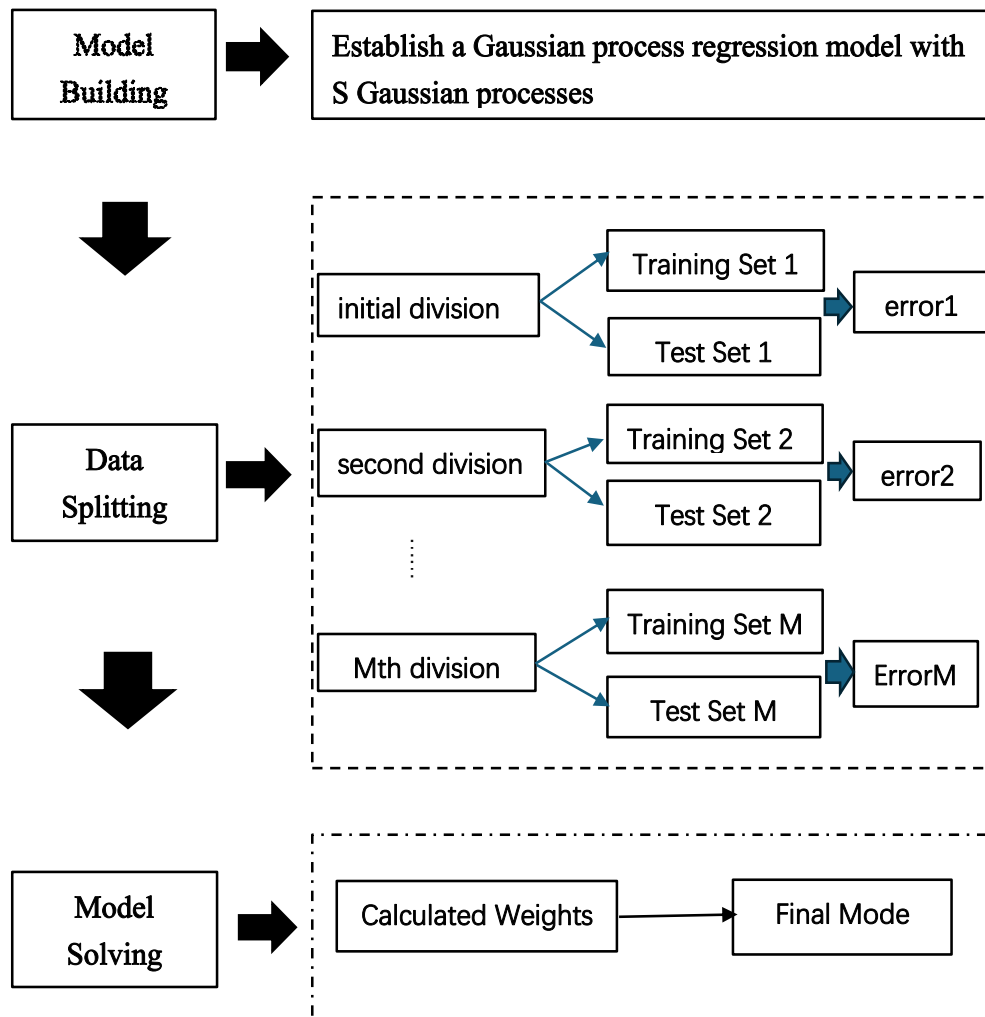 Model
Building
Establish a Gaussian process regression model with
S Gaussian processes
Data
Splitting
initial division
Training Set 1
Test Set 1
error1
second division
Training Set 2
Test Set 2
error2
......
Mth division
Training Set M
Test Set M
ErrorM
Model
Solving
Calculated Weights
Final Mode